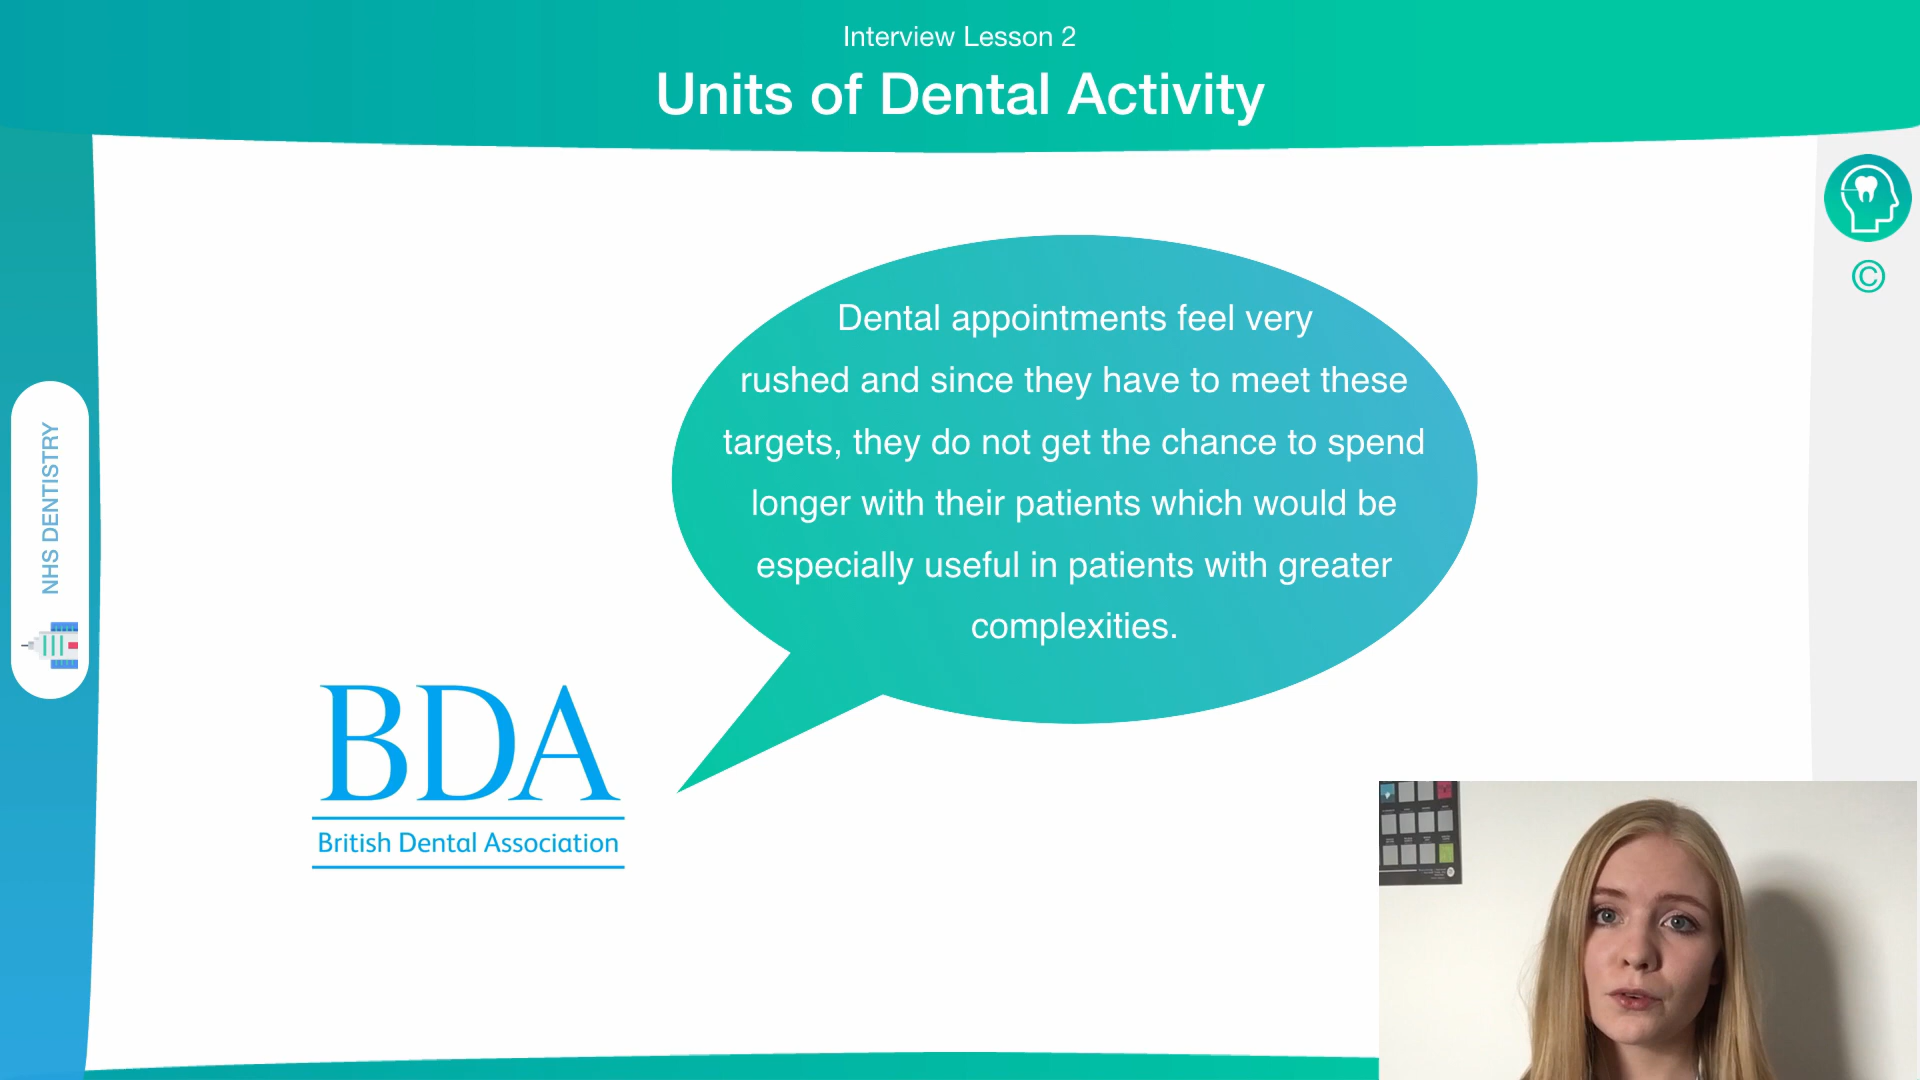 Interview Lesson 2
Units of Dental Activity
©
NHS DENTISTRY
Dental appointments feel very
rushed and since they have to meet these
targets, they do not get the chance to spend
longer with their patients which would be
especially useful in patients with greater
complexities.
BDA
British Dental Association